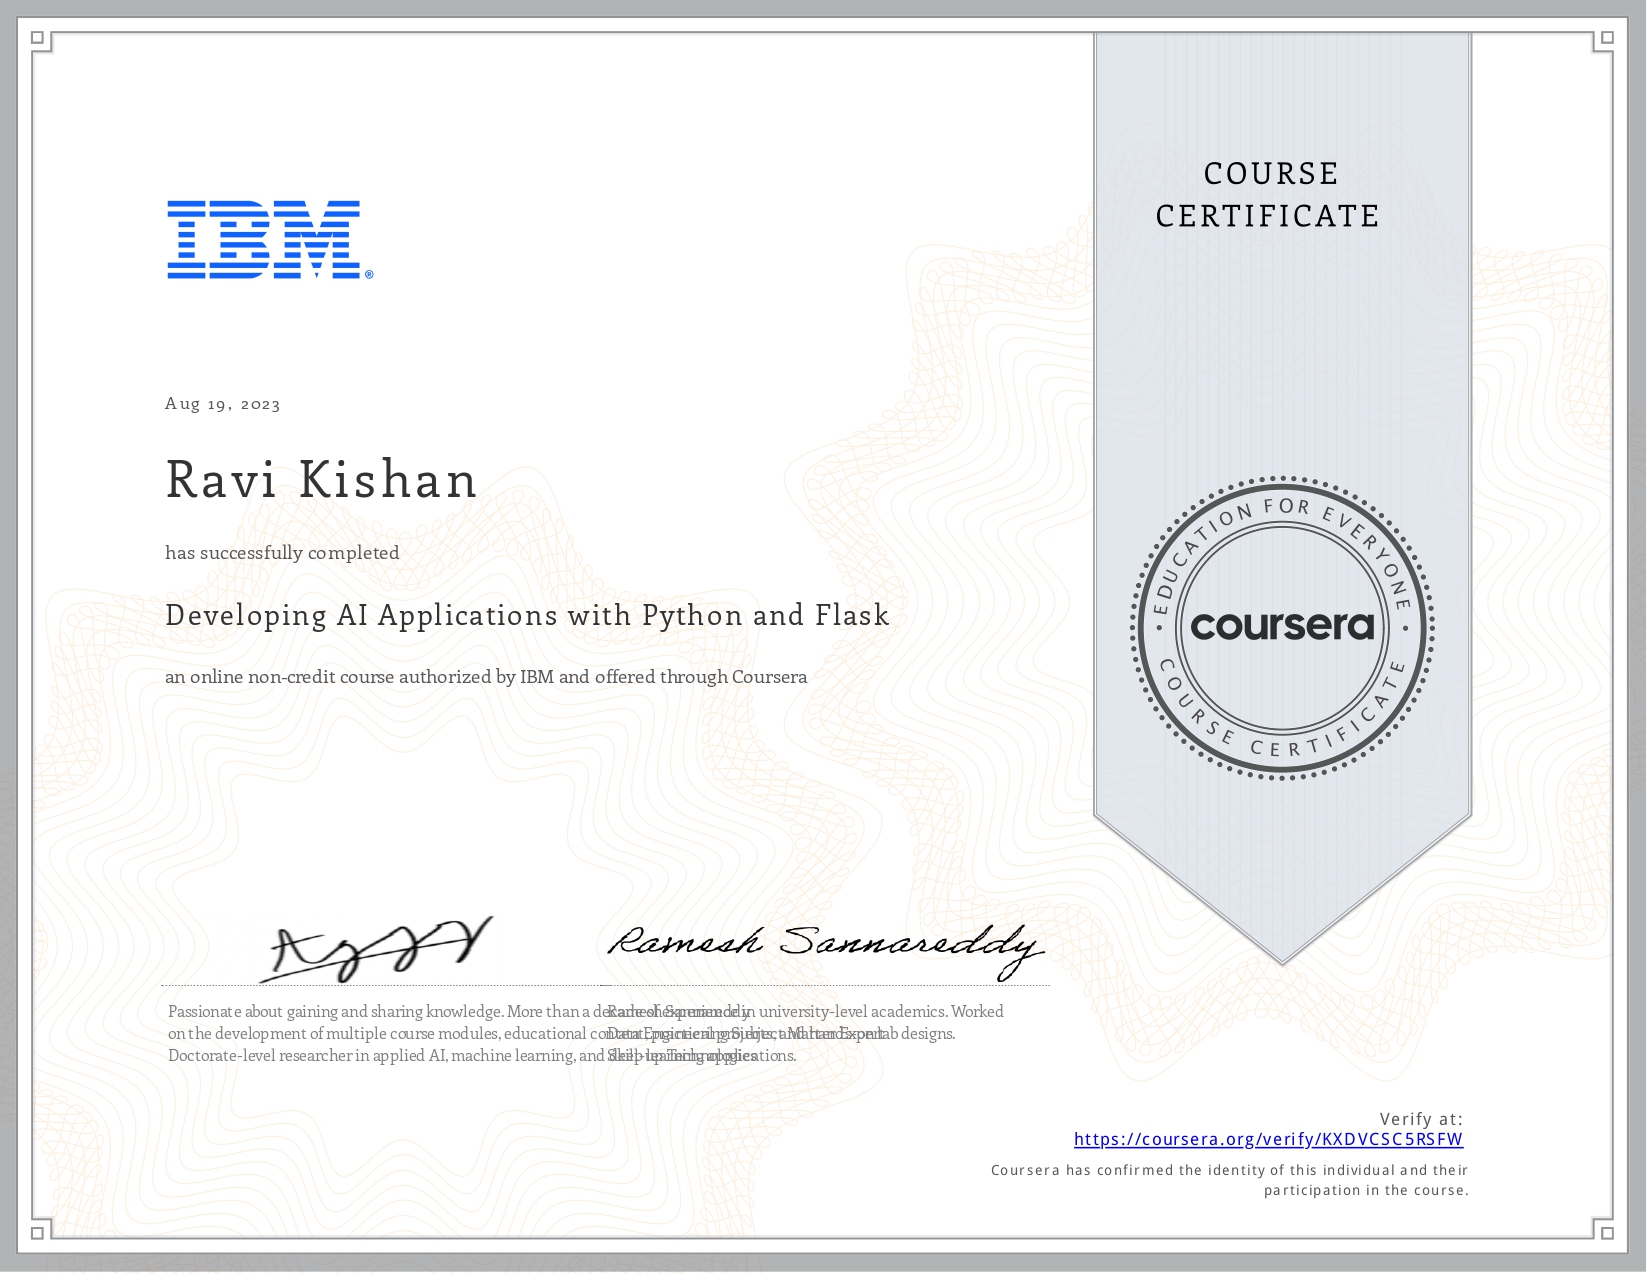 COURSE
CERTIFICATE
IBM®
Aug 19, 2023
Ravi Kishan
has successfully completed
Developing AI Applications with Python and Flask
an online non-credit course authorized by IBM and offered through Coursera
EDUCATION FOR EVERYONE
coursera
COURSE CERTIFICATE
Ramesh Sannareddy
Passionate about gaining and sharing knowledge. More than a decade of experience in university-level academics. Worked
on the development of multiple course modules, educational content, practical projects, and hands-on lab designs.
Doctorate-level researcher in applied AI, machine learning, and deep-learning applications.
Ramesh Sannareddy
Data Engineering Subject Matter Expert
Skill-up Technologies
Verify at:
https://coursera.org/verify/KXDVCSC5RSFW
Coursera has confirmed the identity of this individual and their
participation in the course.